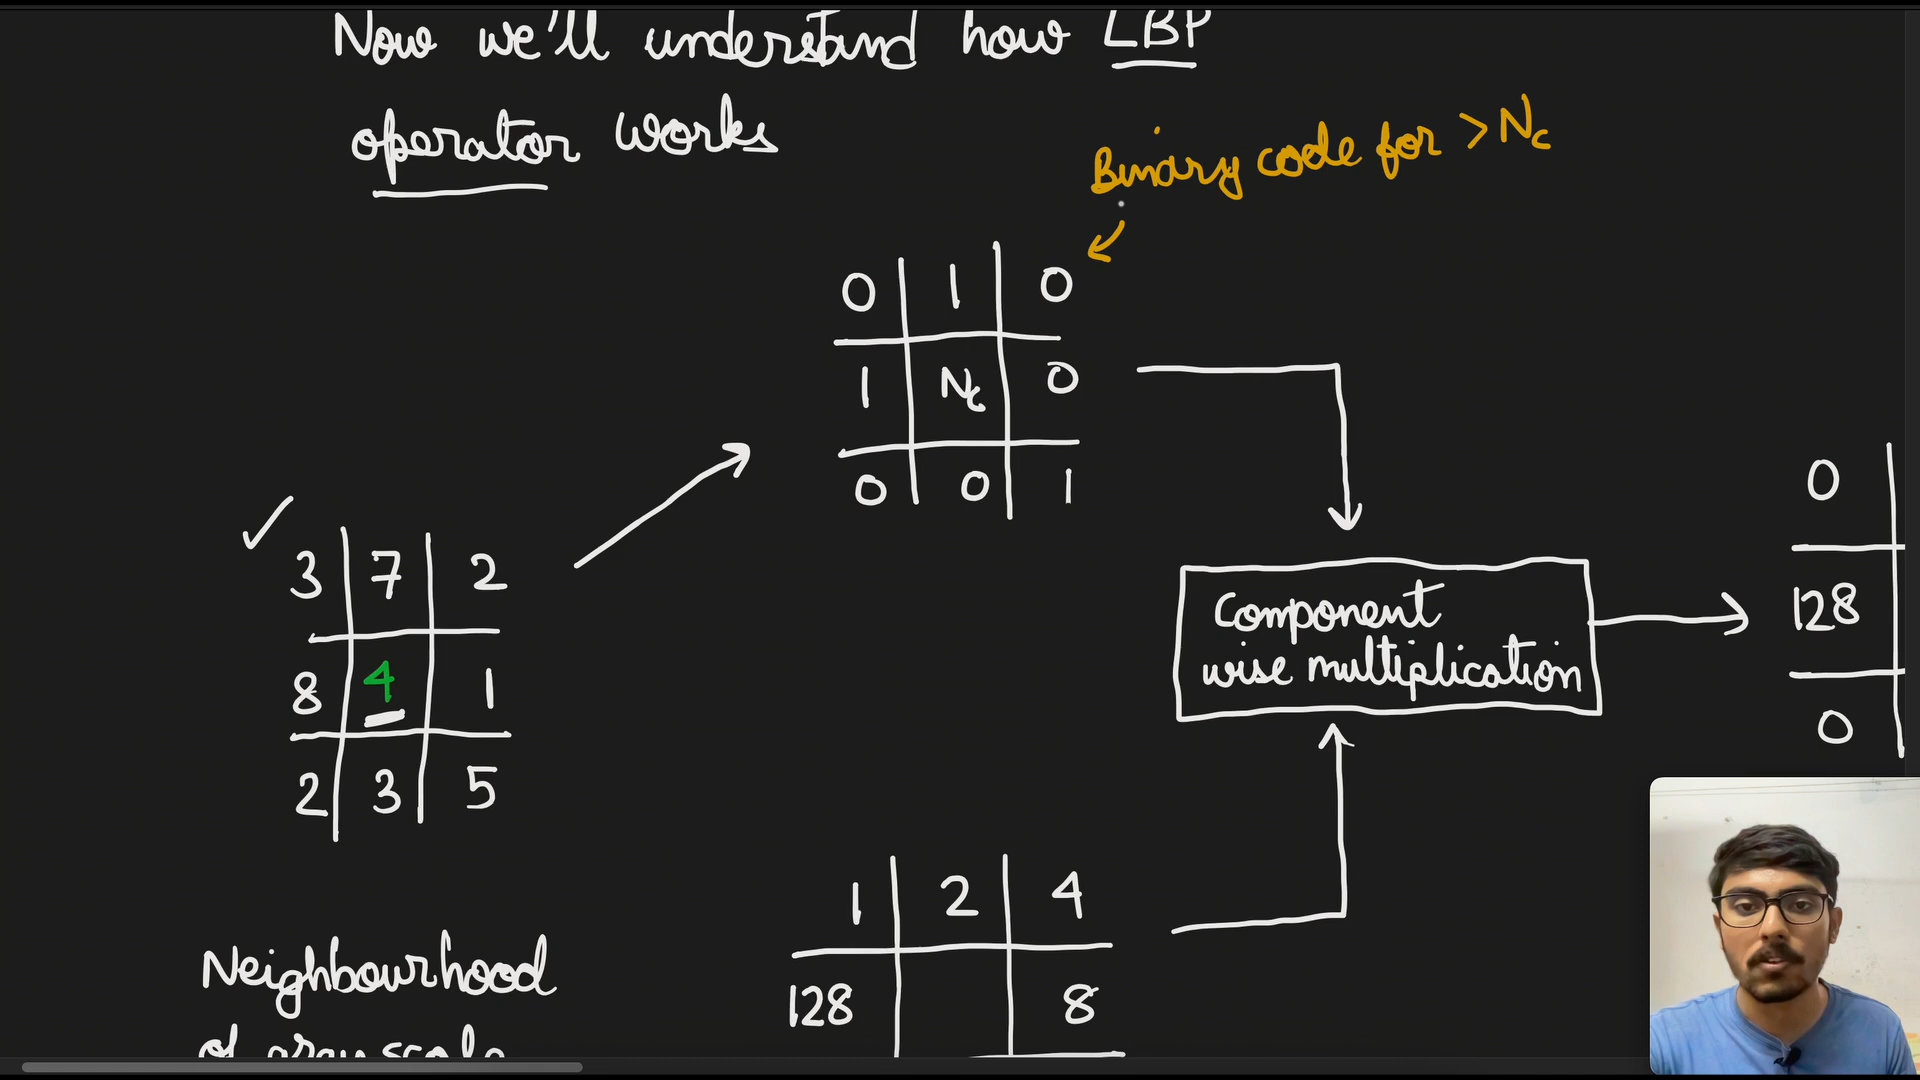 Now we'll understand how LBP
operator works
Binary code for > Nc
0 1 0
1 Nc 0
0 0 1
3 7 2
8 4 1
2 3 5
Component
wise multiplication
0
128
0
1 2 4
128 8
Neighbourhood
of grayscale